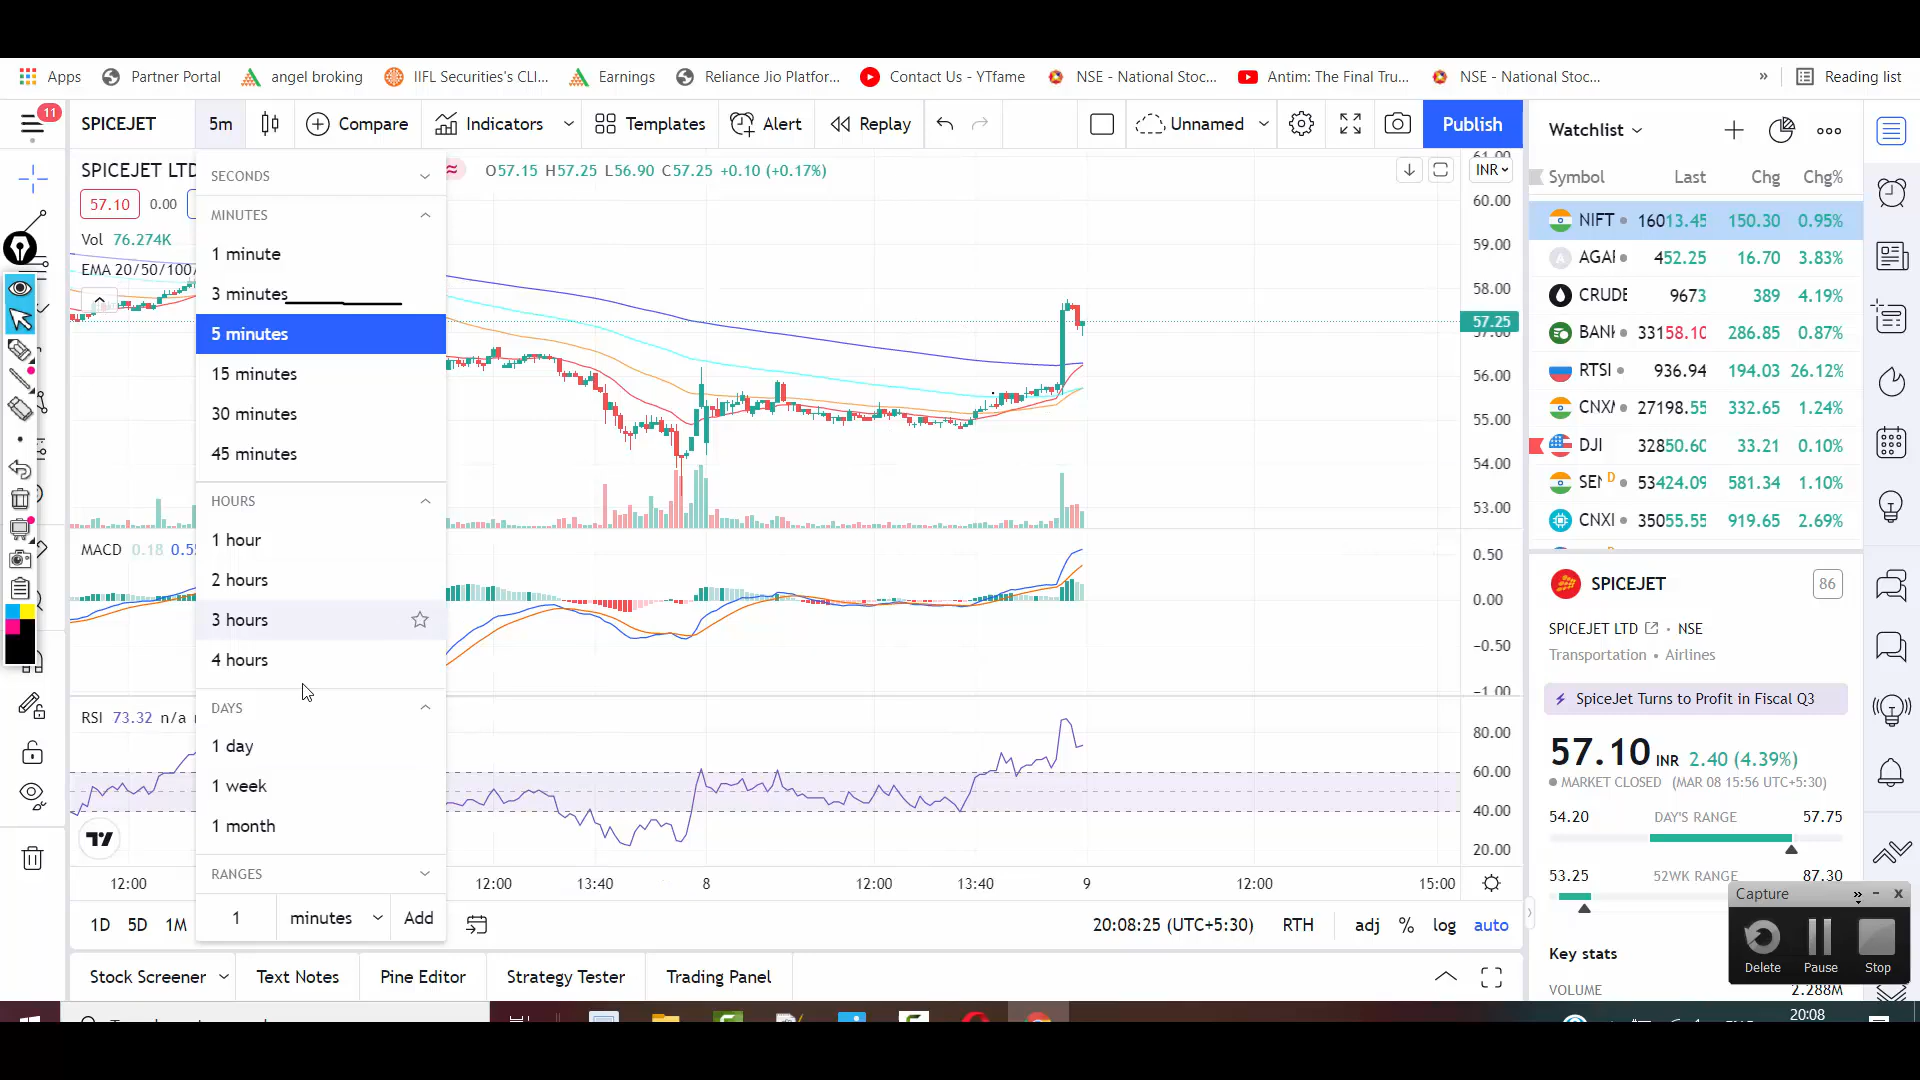 Apps Partner Portal angel broking IIFL Securities's CLI... Earnings Reliance Jio Platfor... Contact Us - YTfame NSE - National Stoc... Antim: The Final Tru... NSE - National Stoc... » Reading list
11
SPICEJET 5m Compare Indicators Templates Alert Replay Unnamed Publish
Watchlist
SPICEJET LTD
O57.15 H57.25 L56.90 C57.25 +0.10 (+0.17%)
INR
57.10 0.00
Vol 76.274K
EMA 20/50/100/
SECONDS
MINUTES
1 minute
3 minutes
5 minutes
15 minutes
30 minutes
45 minutes
HOURS
1 hour
2 hours
3 hours
4 hours
DAYS
1 day
1 week
1 month
RANGES
1 minutes Add
61.00
60.00
59.00
58.00
57.25
57.00
56.00
55.00
54.00
53.00
MACD 0.18
0.50
0.00
−0.50
−1.00
RSI 73.32 n/a
80.00
60.00
40.00
20.00
12:00 12:00 13:40 8 12:00 13:40 9 12:00 15:00
1D 5D 1M
20:08:25 (UTC+5:30) RTH adj % log auto
Stock Screener Text Notes Pine Editor Strategy Tester Trading Panel
Symbol Last Chg Chg%
NIFT 16013.45 150.30 0.95%
AGAI 452.25 16.70 3.83%
CRUDE 9673 389 4.19%
BANI 33158.10 286.85 0.87%
RTSI 936.94 194.03 26.12%
CNX 27198.55 332.65 1.24%
DJI 32850.60 33.21 0.10%
SEN D 53424.09 581.34 1.10%
CNXI 35055.55 919.65 2.69%
SPICEJET 86
SPICEJET LTD • NSE
Transportation • Airlines
SpiceJet Turns to Profit in Fiscal Q3
57.10 INR 2.40 (4.39%)
MARKET CLOSED (MAR 08 15:56 UTC+5:30)
54.20 DAY'S RANGE 57.75
53.25 52WK RANGE 87.30
Key stats
VOLUME 2.288M
Capture » − x
Delete Pause Stop
20:08